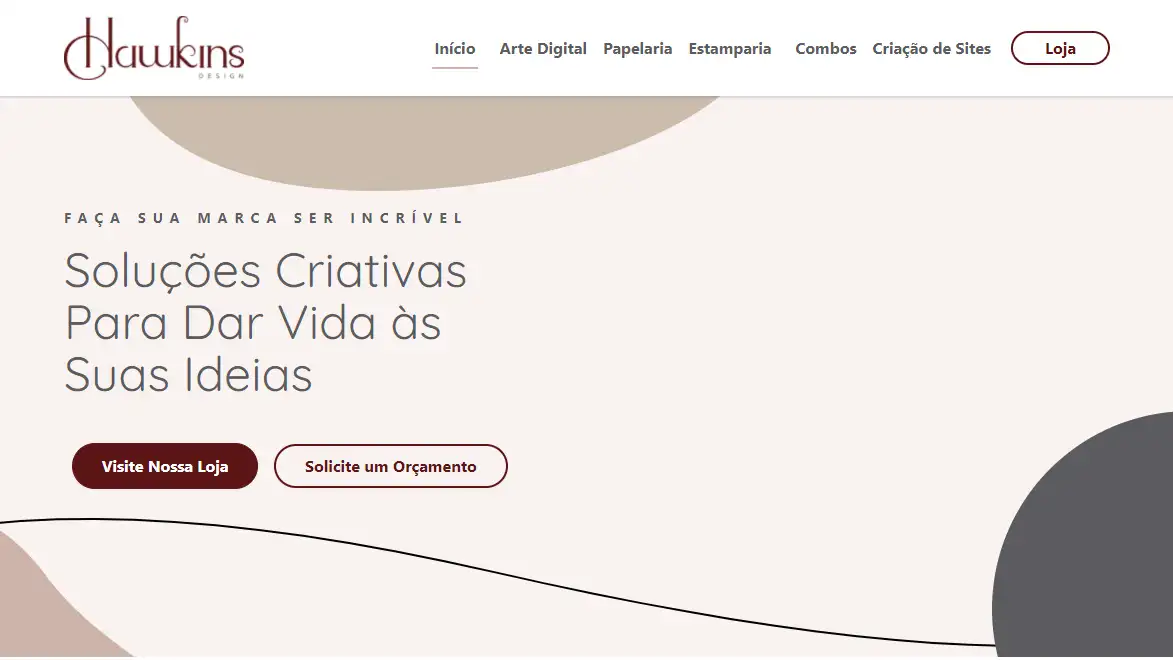 Hawkins
DESIGN
Início Arte Digital Papelaria Estamparia Combos Criação de Sites Loja
FAÇA SUA MARCA SER INCRÍVEL
Soluções Criativas
Para Dar Vida às
Suas Ideias
Visite Nossa Loja Solicite um Orçamento